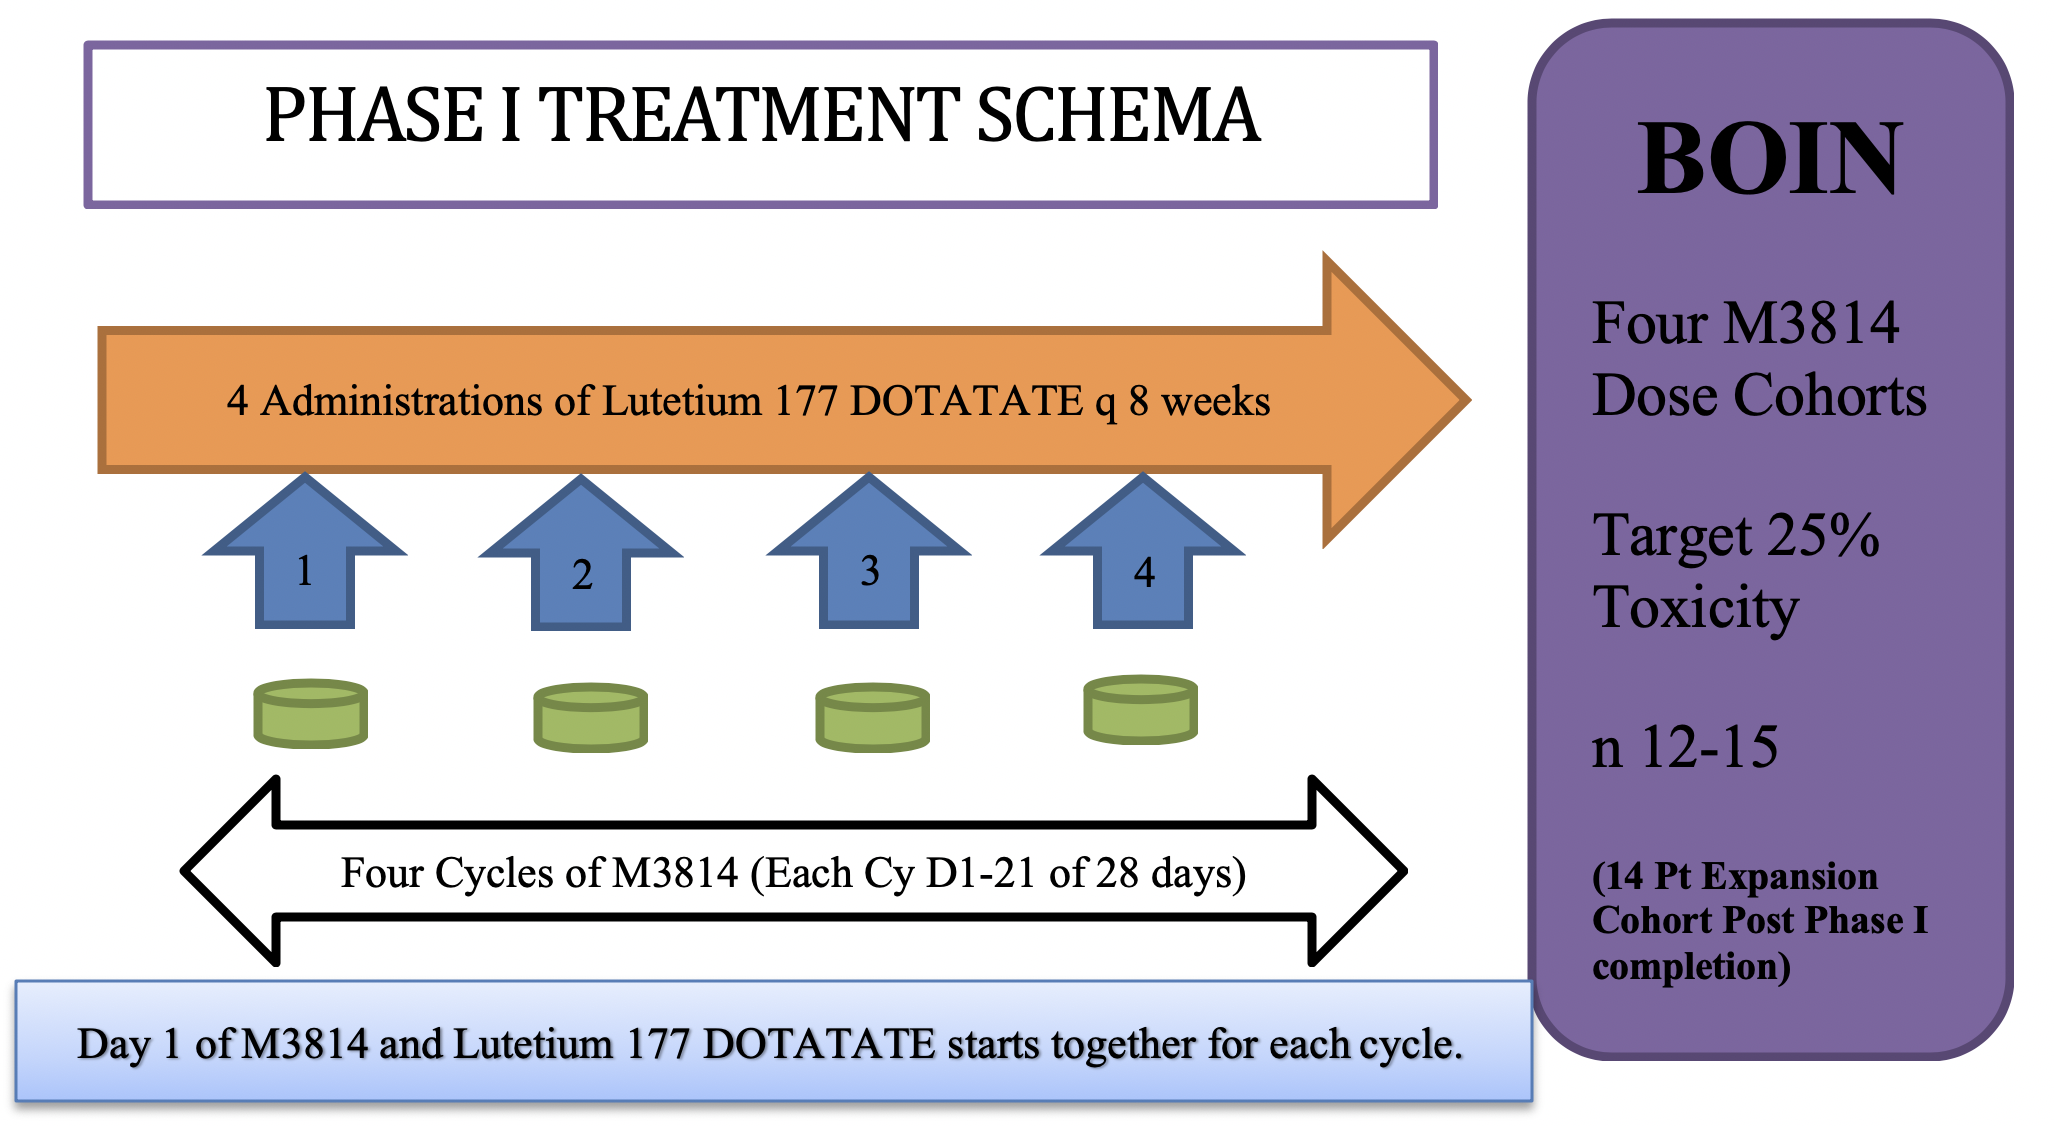 PHASE I TREATMENT SCHEMA
4 Administrations of Lutetium 177 DOTATATE q 8 weeks
1
2
3
4
Four Cycles of M3814 (Each Cy D1-21 of 28 days)
Day 1 of M3814 and Lutetium 177 DOTATATE starts together for each cycle.
BOIN
Four M3814
Dose Cohorts
Target 25%
Toxicity
n 12-15
(14 Pt Expansion
Cohort Post Phase I
completion)